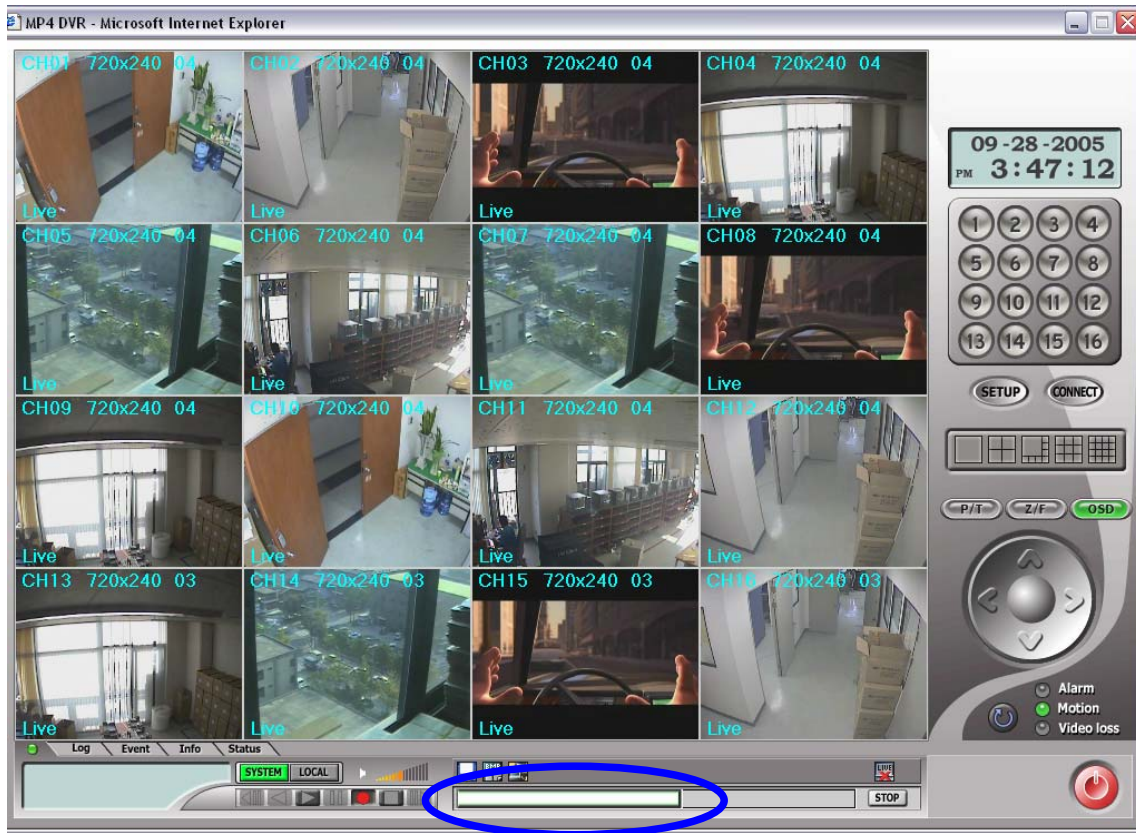 MP4 DVR - Microsoft Internet Explorer
CH01 720x240 04
CH02 720x240 04
CH03 720x240 04
CH04 720x240 04
Live
Live
Live
Live
CH05 720x240 04
CH06 720x240 04
CH07 720x240 04
CH08 720x240 04
Live
Live
Live
Live
CH09 720x240 04
CH10 720x240 04
CH11 720x240 04
CH12 720x240 04
Live
Live
Live
Live
CH13 720x240 03
CH14 720x240 03
CH15 720x240 03
CH16 720x240 03
Live
Live
Live
Live
09-28-2005
PM 3:47:12
1 2 3 4
5 6 7 8
9 10 11 12
13 14 15 16
SETUP CONNECT
P/T Z/F OSD
Alarm
Motion
Video loss
Log Event Info Status
SYSTEM LOCAL
BMP
LIVE
STOP